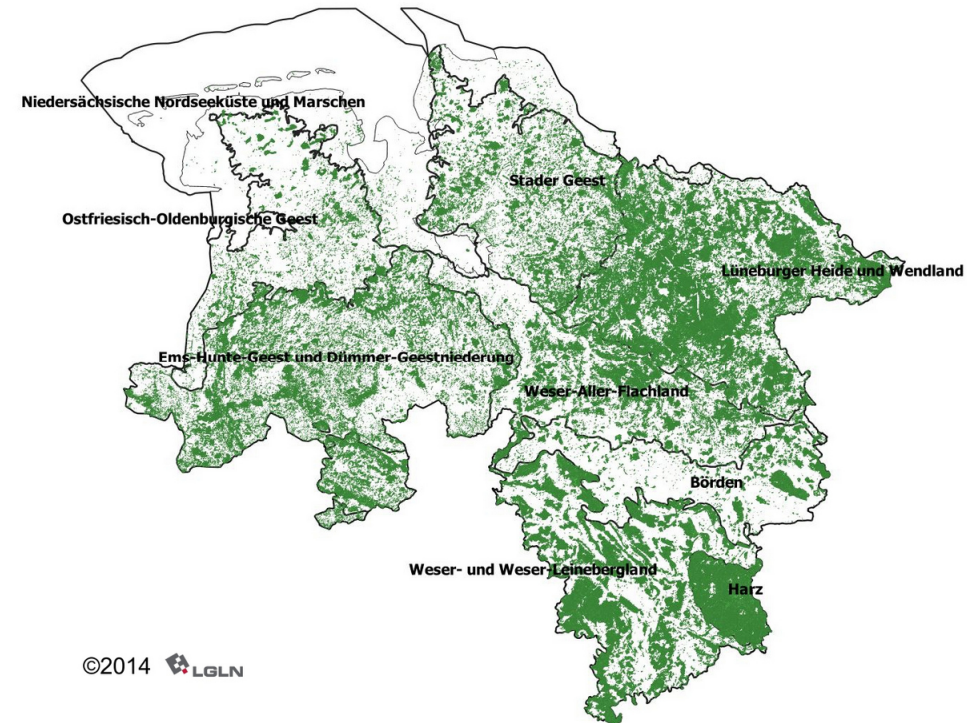 Niedersächsische Nordseeküste und Marschen
Stader Geest
Ostfriesisch-Oldenburgische Geest
Lüneburger Heide und Wendland
Ems-Hunte-Geest und Dümmer-Geestniederung
Weser-Aller-Flachland
Börden
Weser- und Weser-Leinebergland
Harz
©2014 LGLN